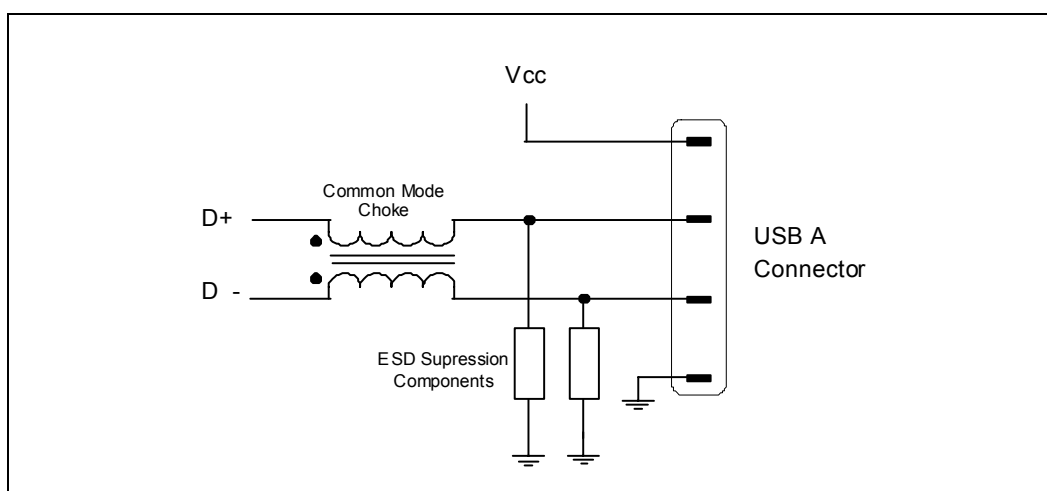 Vcc
Common Mode
Choke
D+
D -
USB A
Connector
ESD Supression
Components